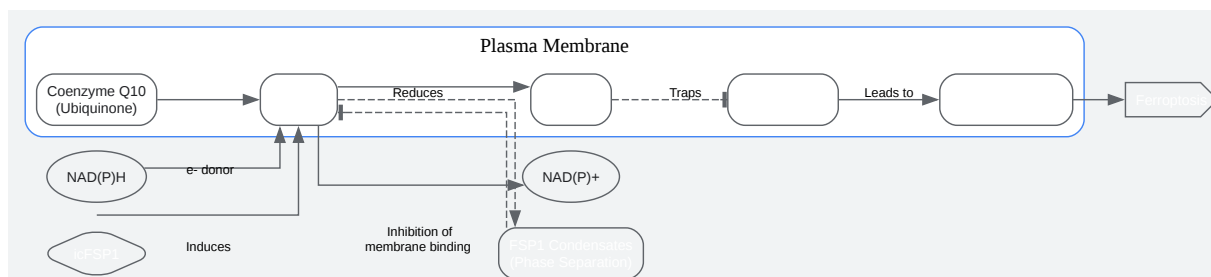 Plasma Membrane
Coenzyme Q10
(Ubiquinone)
Reduces
Traps
Leads to
Ferroptosis
NAD(P)H
e- donor
NAD(P)+
icFSP1
Induces
Inhibition of
membrane binding
FSP1 Condensates
(Phase Separation)